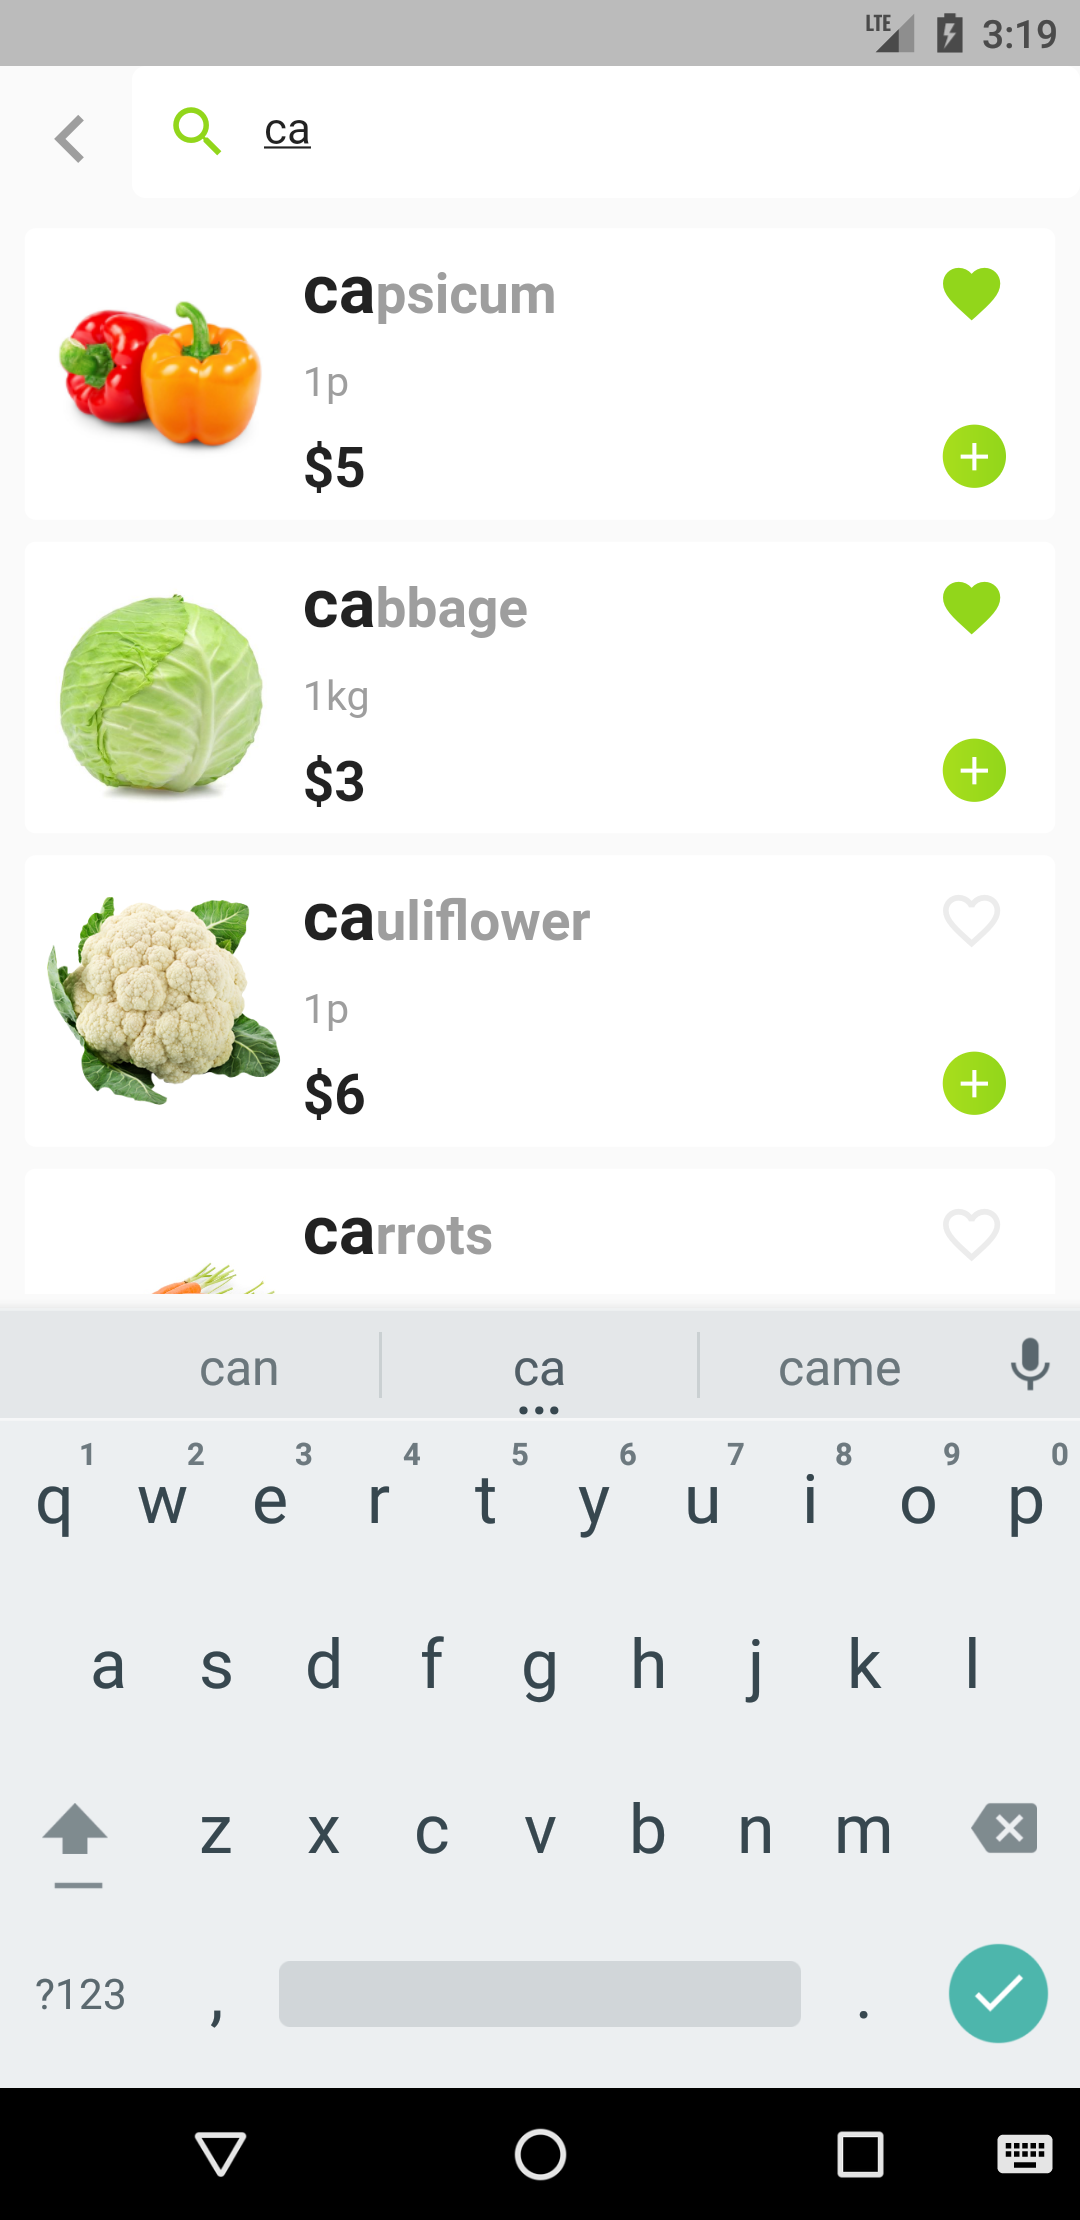 LTE 3:19
ca
capsicum
1p
$5
cabbage
1kg
$3
cauliflower
1p
$6
carrots
can ca came
1 2 3 4 5 6 7 8 9 0
q w e r t y u i o p
a s d f g h j k l
z x c v b n m
?123 , .